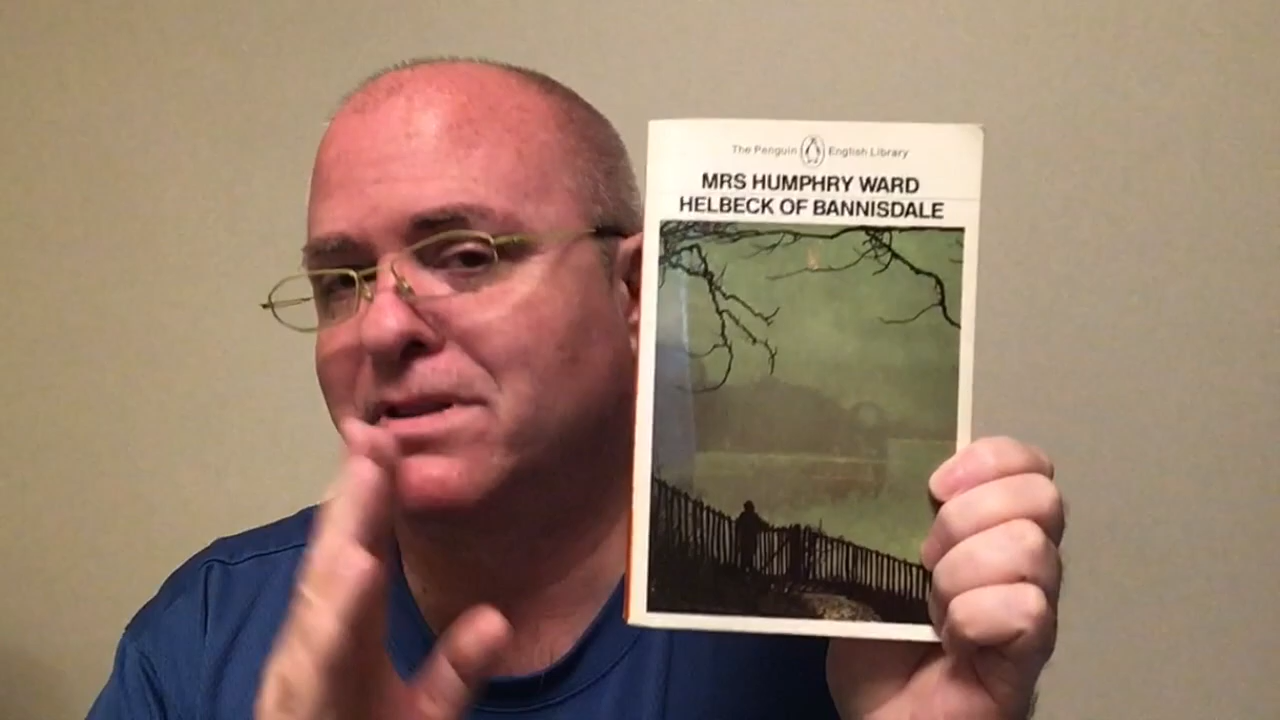 The Penguin English Library
MRS HUMPHRY WARD
HELBECK OF BANNISDALE